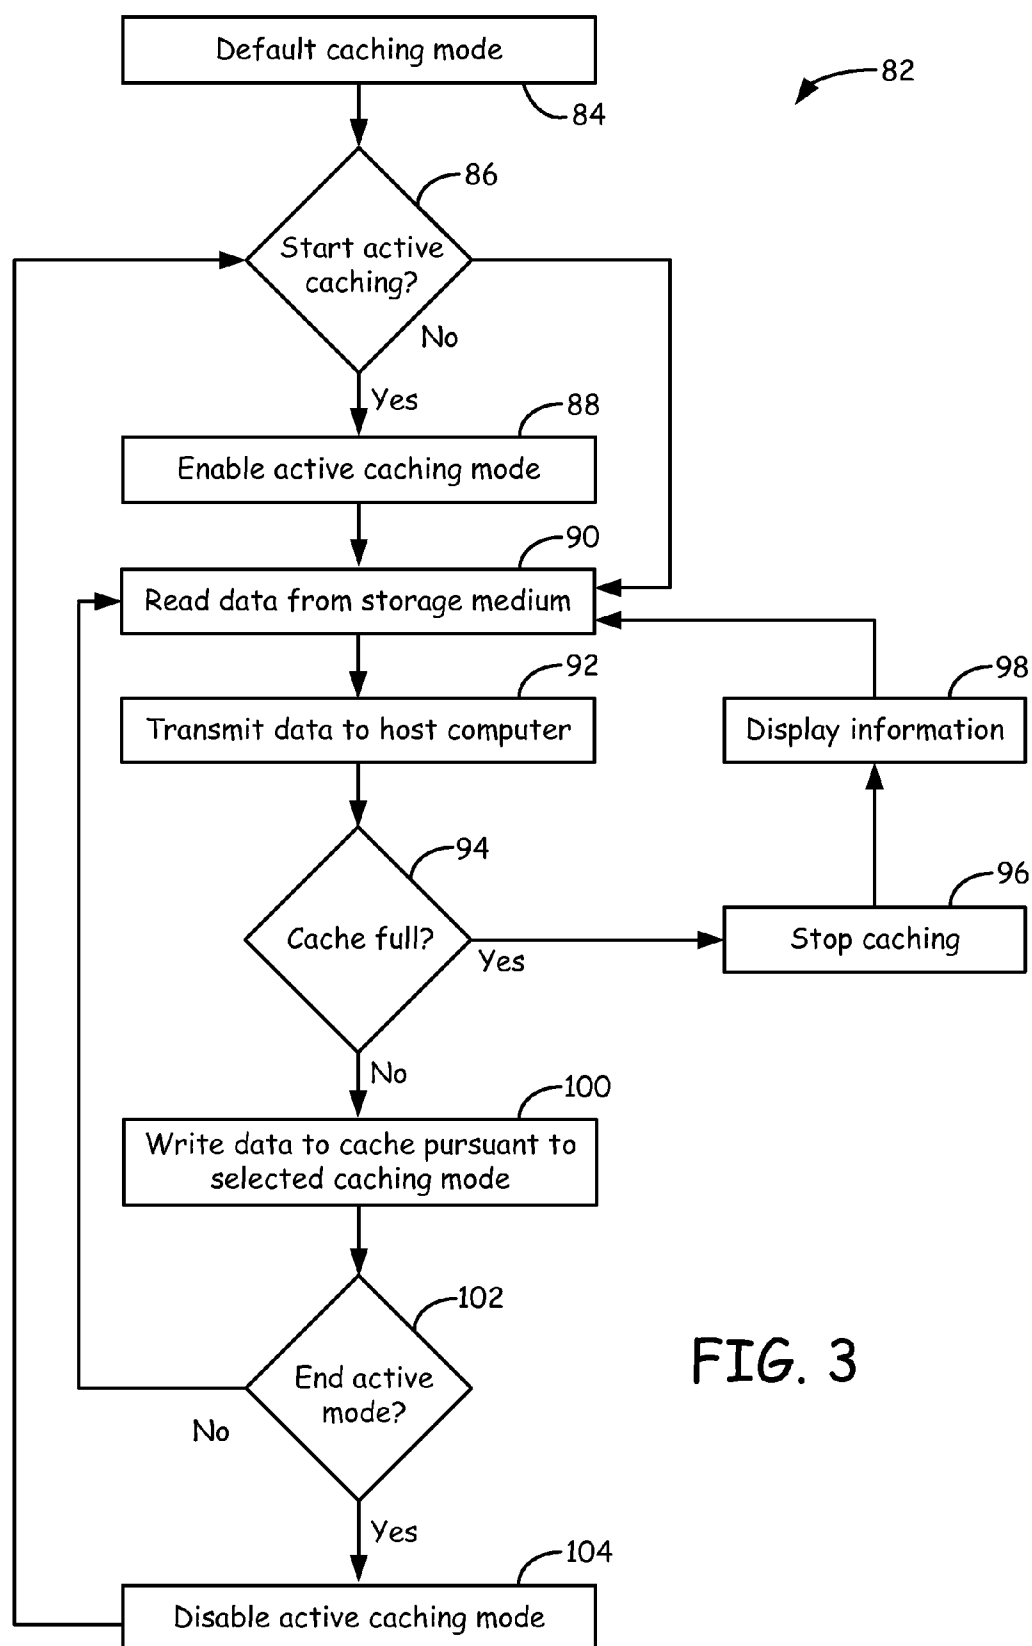 Default caching mode
82
84
86
Start active
caching?
No
Yes
88
Enable active caching mode
90
Read data from storage medium
92
98
Transmit data to host computer
Display information
94
96
Cache full?
Yes
Stop caching
No
100
Write data to cache pursuant to
selected caching mode
102
FIG. 3
End active
mode?
No
Yes
104
Disable active caching mode